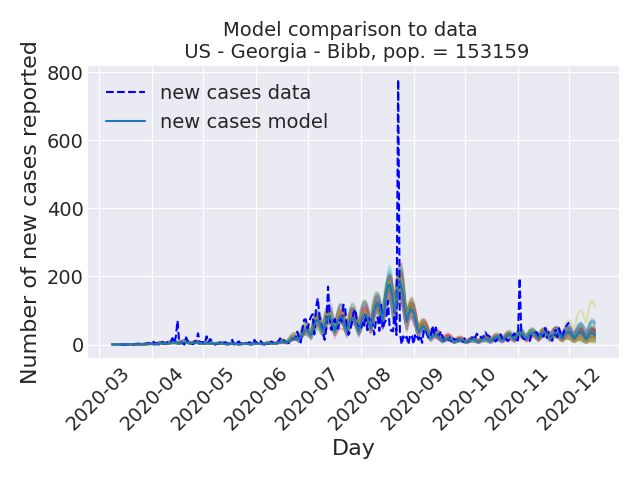 Model comparison to data
US - Georgia - Bibb, pop. = 153159
Number of new cases reported
800
600
400
200
0
new cases data
new cases model
2020-03
2020-04
2020-05
2020-06
2020-07
2020-08
2020-09
2020-10
2020-11
2020-12
Day